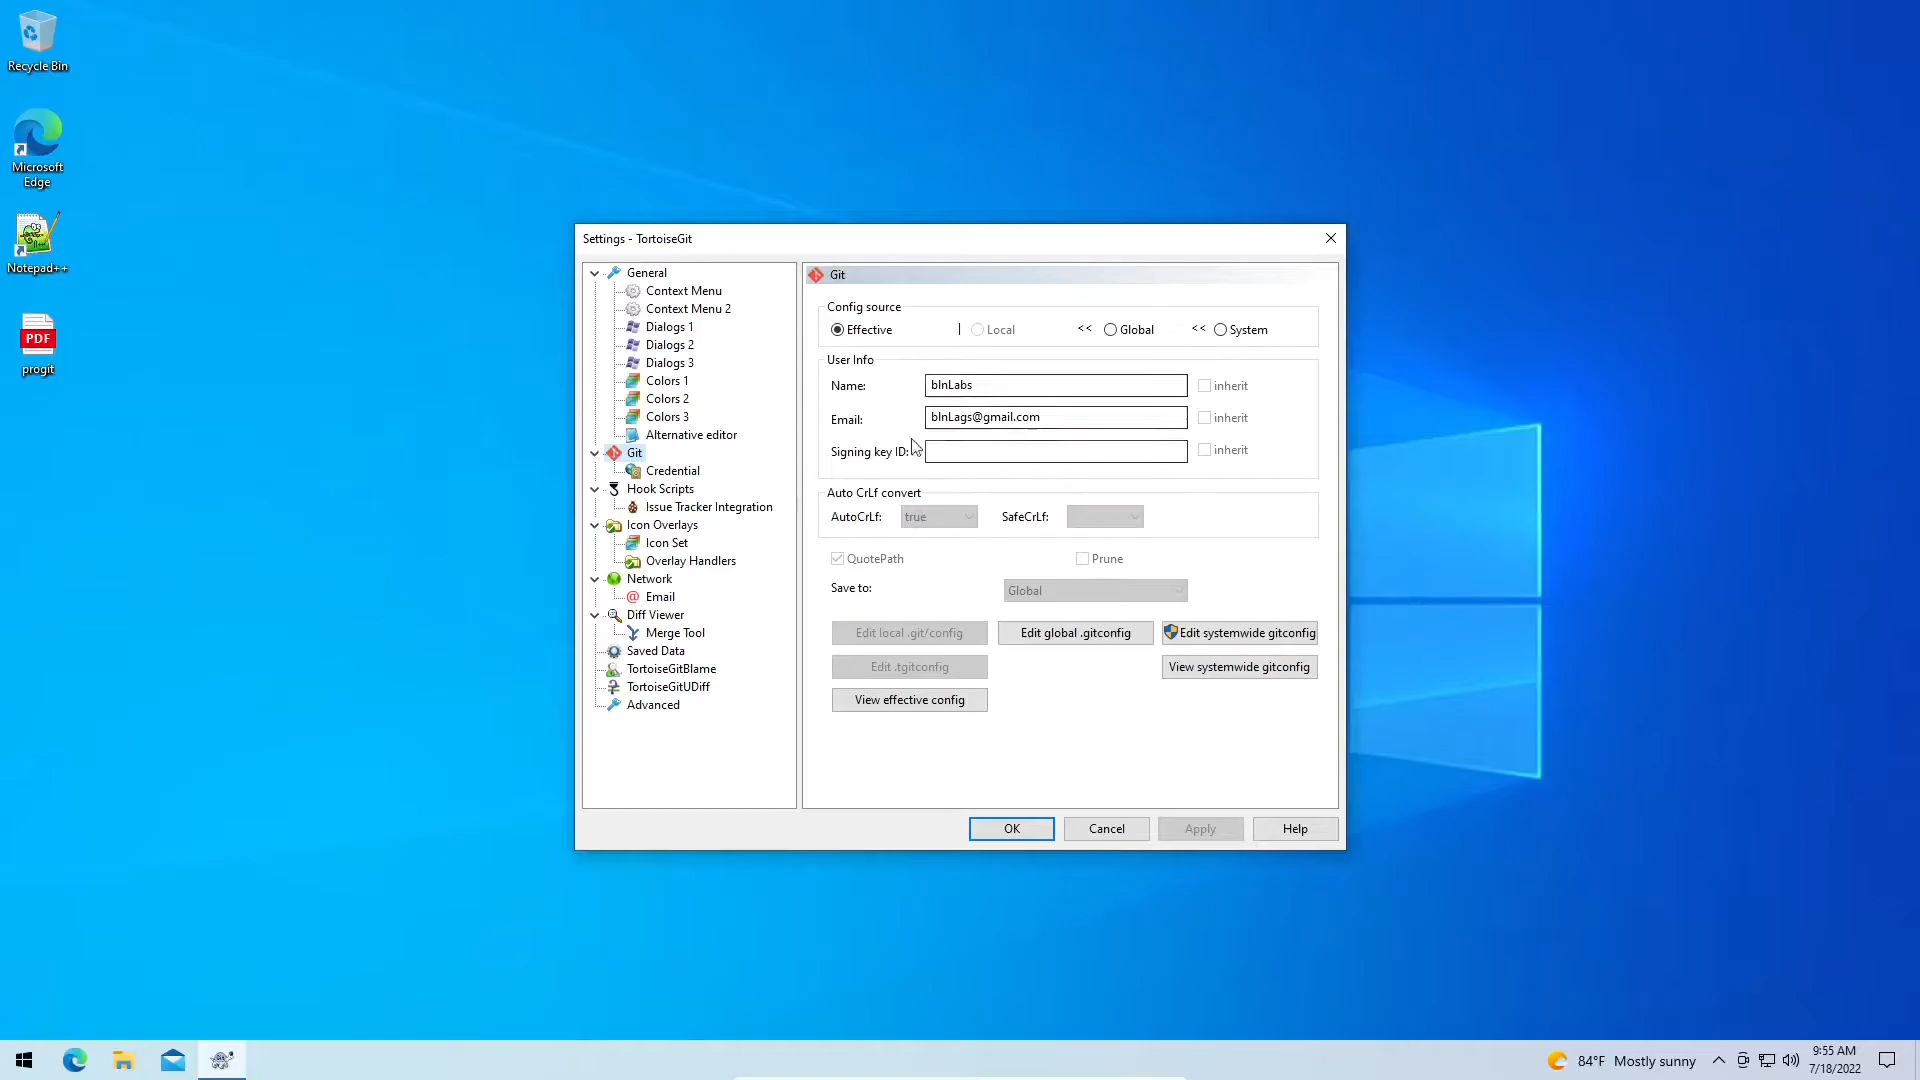 Recycle Bin
Microsoft
Edge
Notepad++
PDF
progit
Settings - TortoiseGit
General
Context Menu
Context Menu 2
Dialogs 1
Dialogs 2
Dialogs 3
Colors 1
Colors 2
Colors 3
Alternative editor
Git
Credential
Hook Scripts
Issue Tracker Integration
Icon Overlays
Icon Set
Overlay Handlers
Network
Email
Diff Viewer
Merge Tool
Saved Data
TortoiseGitBlame
TortoiseGitUDiff
Advanced
Git
Config source
Effective | Local << Global << System
User Info
Name: blnLabs inherit
Email: blnLags@gmail.com inherit
Signing key ID: inherit
Auto CrLf convert
AutoCrLf: true SafeCrLf:
QuotePath Prune
Save to: Global
Edit local .git/config Edit global .gitconfig Edit systemwide gitconfig
Edit .tgitconfig View systemwide gitconfig
View effective config
OK Cancel Apply Help
84°F Mostly sunny
9:55 AM
7/18/2022